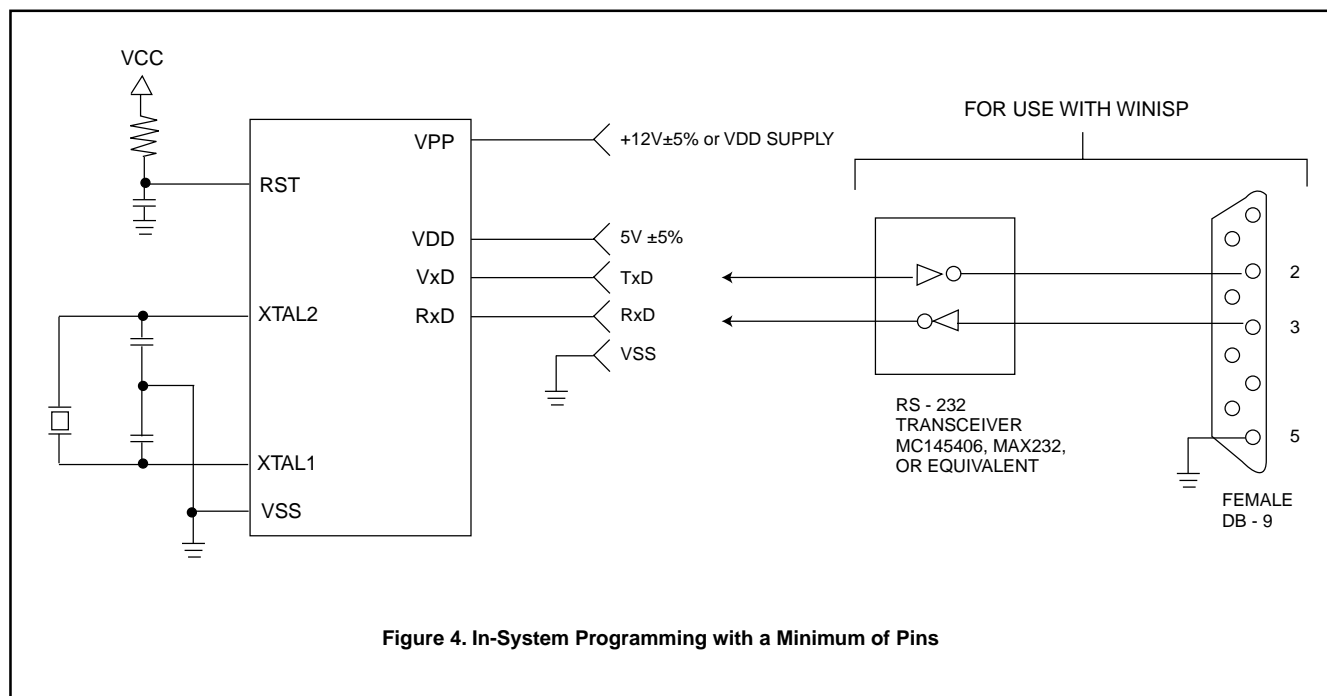 VCC
FOR USE WITH WINISP
VPP
+12V±5% or VDD SUPPLY
RST
VDD
5V ±5%
VxD
TxD
2
XTAL2
RxD
RxD
3
VSS
RS - 232
TRANSCEIVER
MC145406, MAX232,
OR EQUIVALENT
5
XTAL1
VSS
FEMALE
DB - 9
Figure 4. In-System Programming with a Minimum of Pins